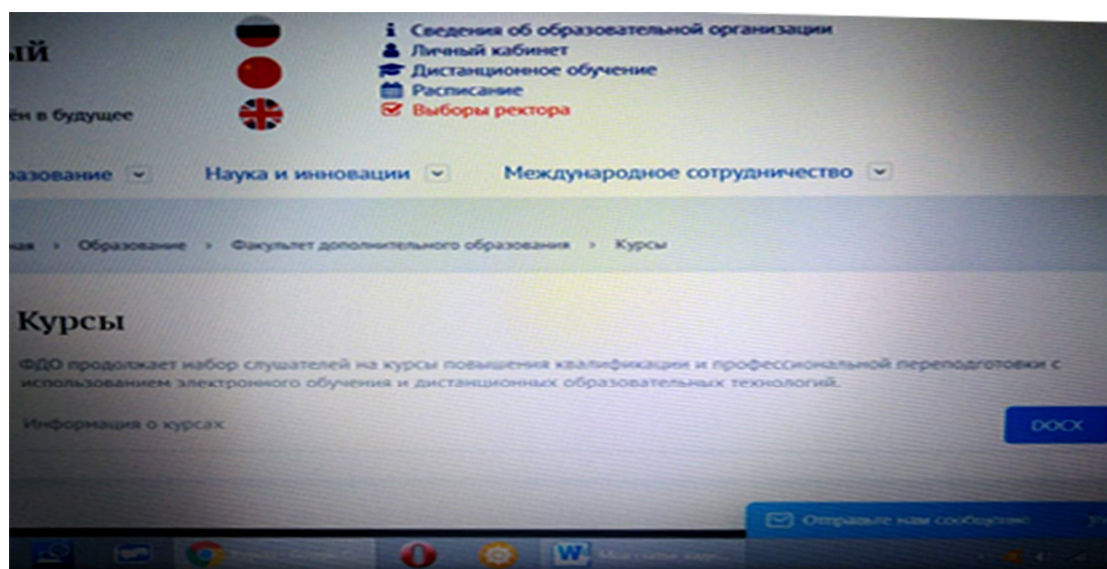 ый
Сведения об образовательной организации
Личный кабинет
Дистанционное обучение
Расписание
Выборы ректора
ён в будущее
разование
Наука и инновации
Международное сотрудничество
ная > Образование > Факультет дополнительного образования > Курсы
Курсы
ФДО продолжает набор слушателей на курсы повышения квалификации и профессиональной переподготовки с
использованием электронного обучения и дистанционных образовательных технологий.
Информация о курсах
DOCX
Отправьте нам сообщение